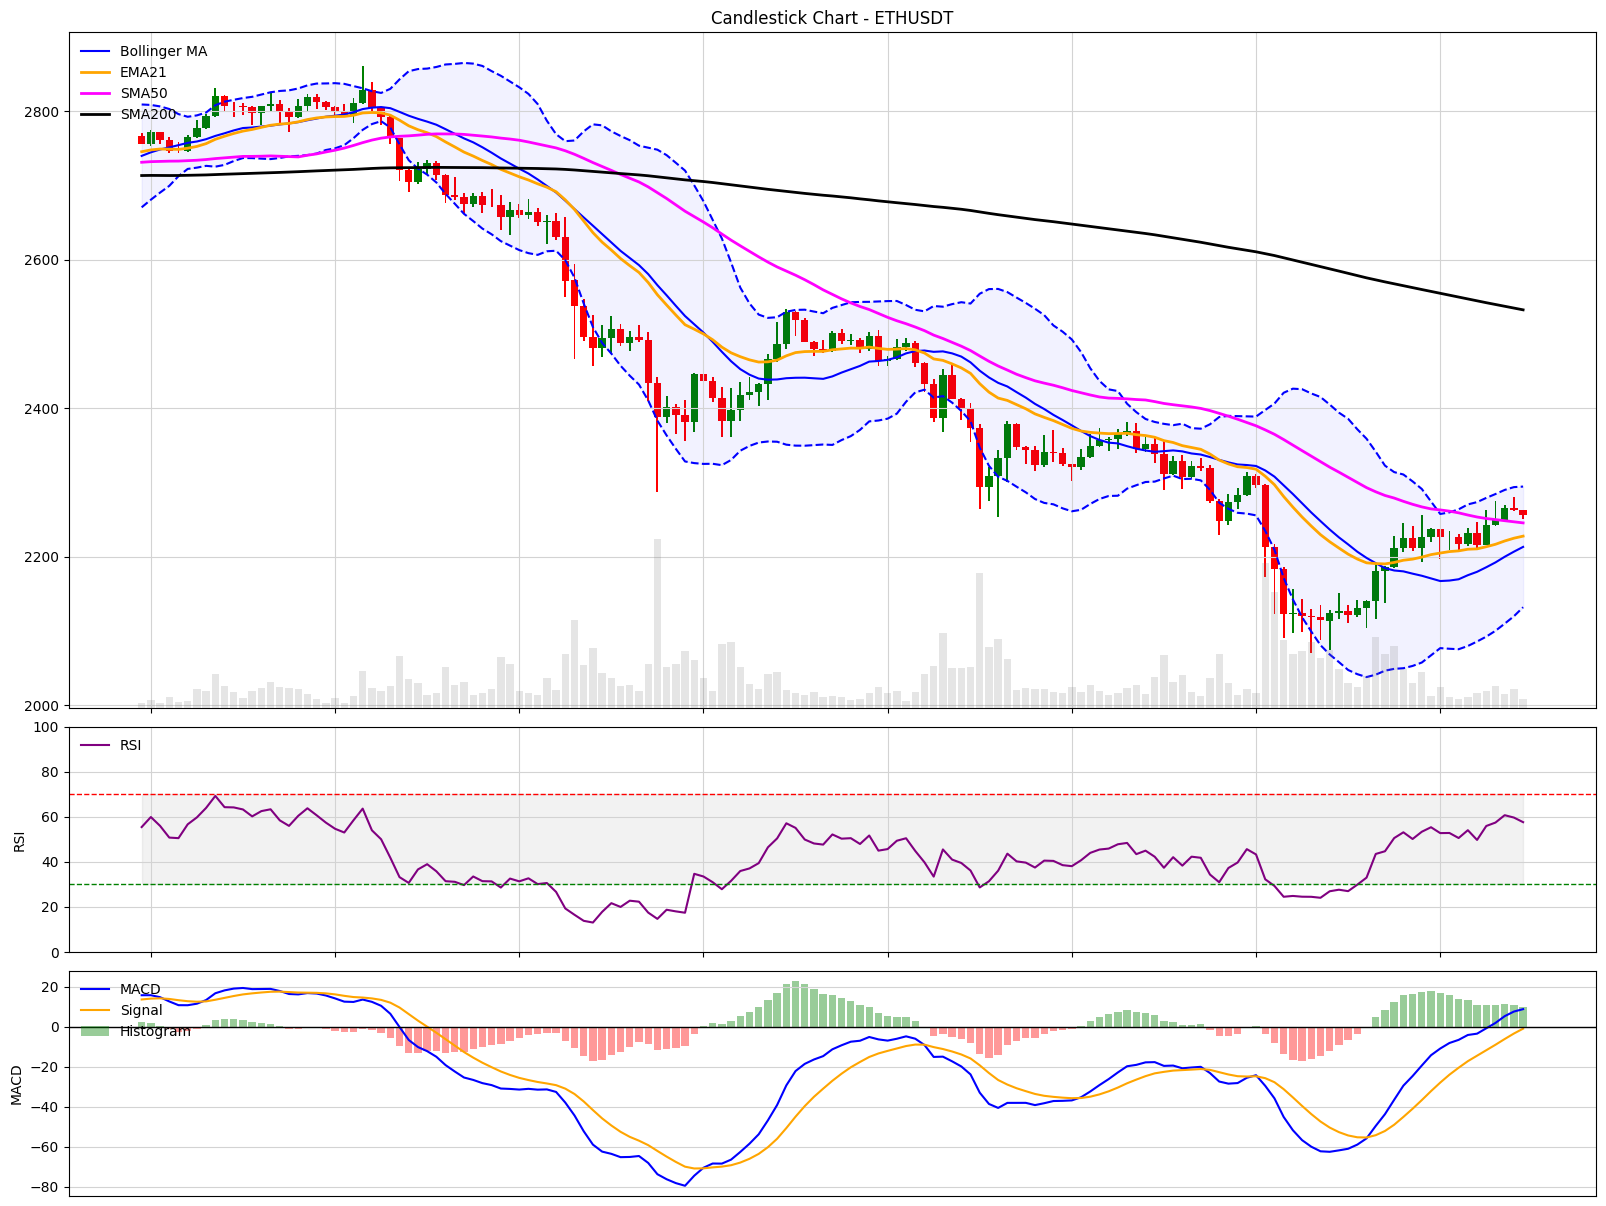 Candlestick Chart - ETHUSDT
Bollinger MA
EMA21
SMA50
SMA200
2800
2600
2400
2200
2000
RSI
100
80
60
40
20
0
RSI
MACD
Signal
Histogram
20
0
−20
−40
−60
−80
MACD